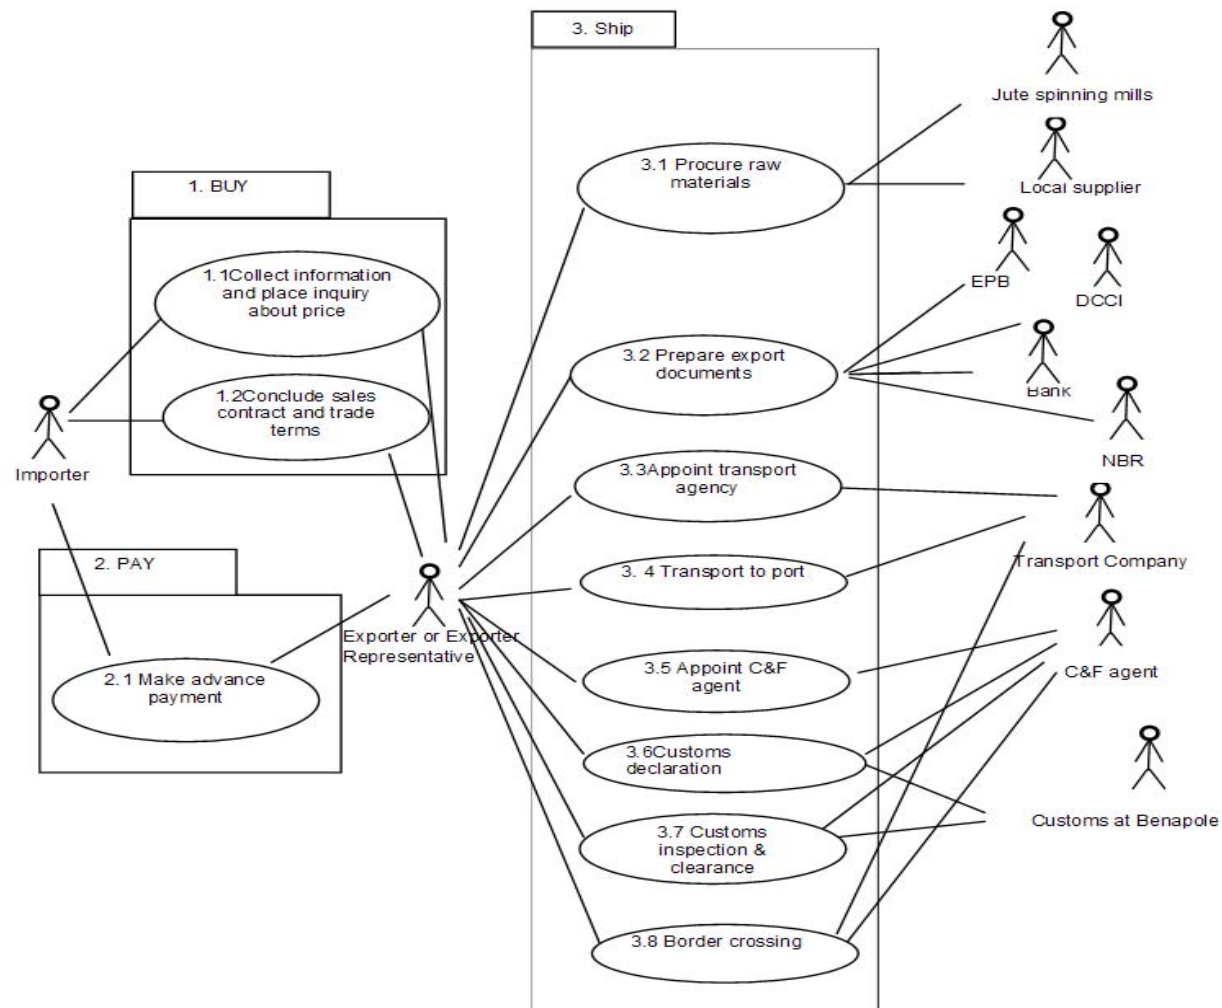 3. Ship
Jute spinning mills
3.1 Procure raw
materials
Local supplier
1. BUY
1.1Collect information
and place inquiry
about price
EPB
DCCI
3.2 Prepare export
documents
Bank
1.2Conclude sales
contract and trade
terms
Importer
NBR
3.3Appoint transport
agency
Transport Company
2. PAY
3. 4 Transport to port
Exporter or Exporter
Representative
3.5 Appoint C&F
agent
C&F agent
2.1 Make advance
payment
3.6Customs
declaration
Customs at Benapole
3.7 Customs
inspection &
clearance
3.8 Border crossing